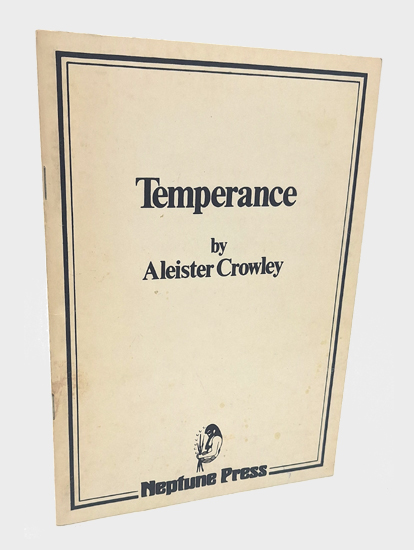 Temperance
by
Aleister Crowley
Neptune Press